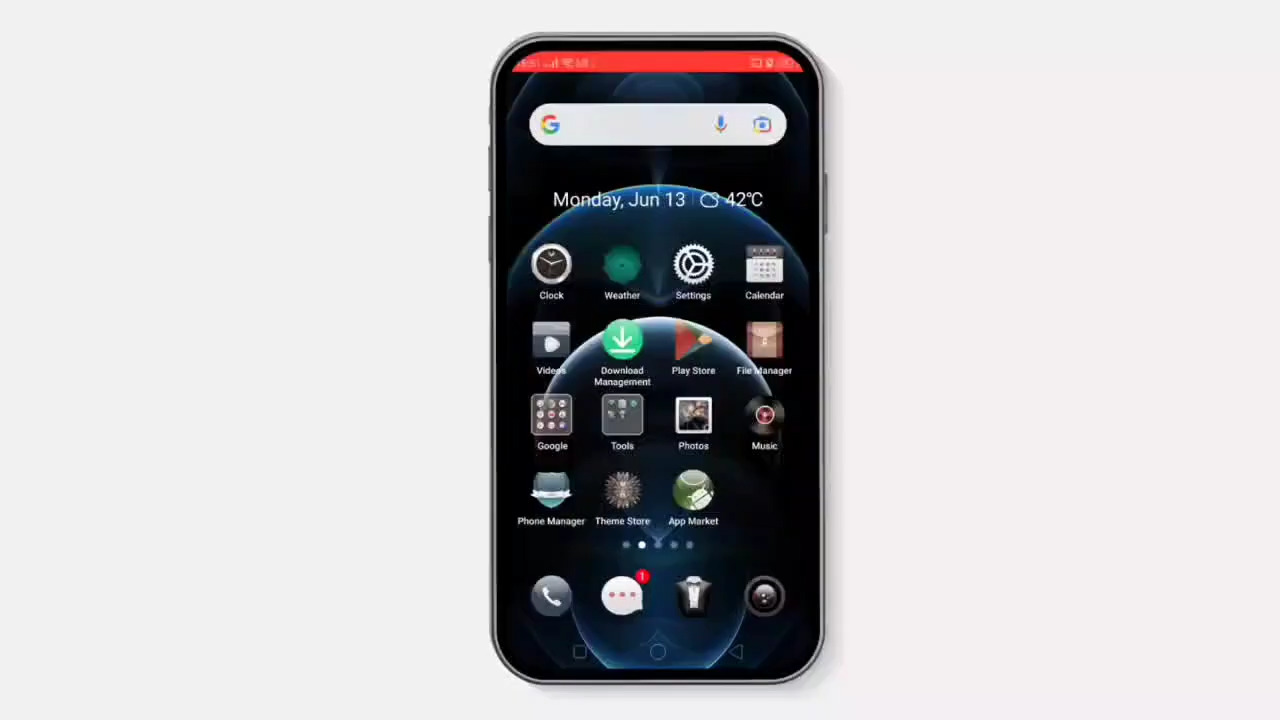 Monday, Jun 13 42℃
Clock Weather Settings Calendar
Videos Download Management Play Store File Manager
Google Tools Photos Music
Phone Manager Theme Store App Market
1